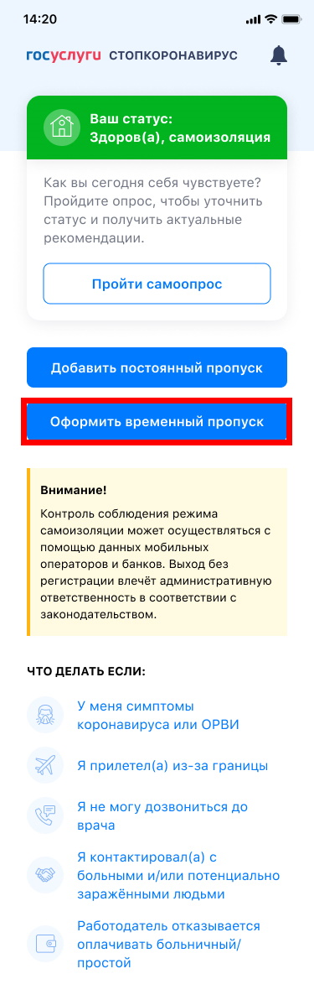 14:20
госуслуги СТОПКОРОНАВИРУС
Ваш статус:
Здоров(а), самоизоляция
Как вы сегодня себя чувствуете?
Пройдите опрос, чтобы уточнить
статус и получить актуальные
рекомендации.
Пройти самоопрос
Добавить постоянный пропуск
Оформить временный пропуск
Внимание!
Контроль соблюдения режима
самоизоляции может осуществляться с
помощью данных мобильных
операторов и банков. Выход без
регистрации влечёт административную
ответственность в соответствии с
законодательством.
ЧТО ДЕЛАТЬ ЕСЛИ:
У меня симптомы
коронавируса или ОРВИ
Я прилетел(а) из-за границы
Я не могу дозвониться до
врача
Я контактировал(а) с
больными и/или потенциально
заражёнными людьми
Работодатель отказывается
оплачивать больничный/
простой